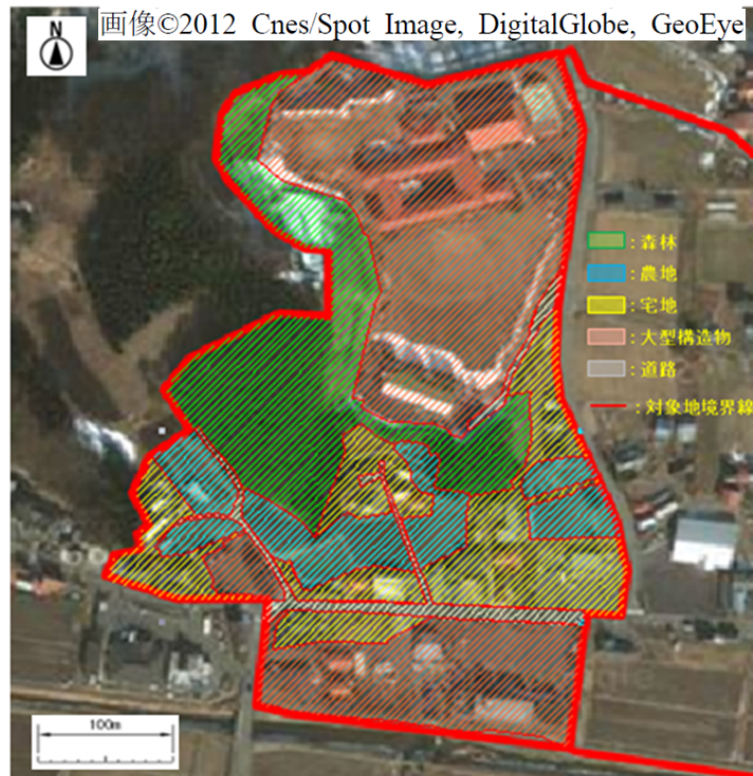 画像©2012 Cnes/Spot Image, DigitalGlobe, GeoEye
N
：森林
：農地
：宅地
：大型構造物
：道路
：対象地境界線
100m